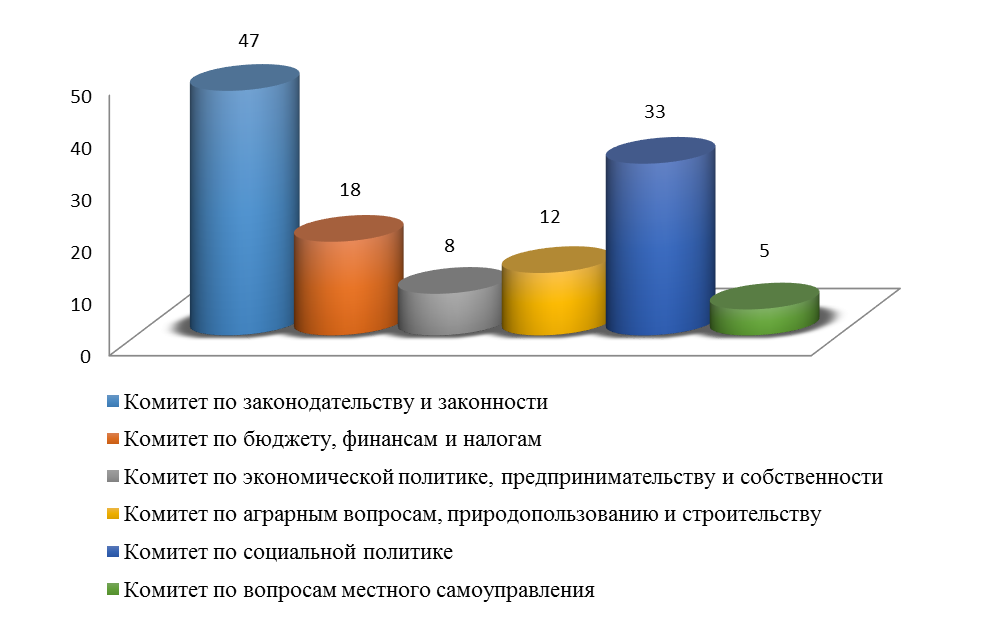 47
33
18
12
8
5
50
40
30
20
10
0
Комитет по законодательству и законности
Комитет по бюджету, финансам и налогам
Комитет по экономической политике, предпринимательству и собственности
Комитет по аграрным вопросам, природопользованию и строительству
Комитет по социальной политике
Комитет по вопросам местного самоуправления